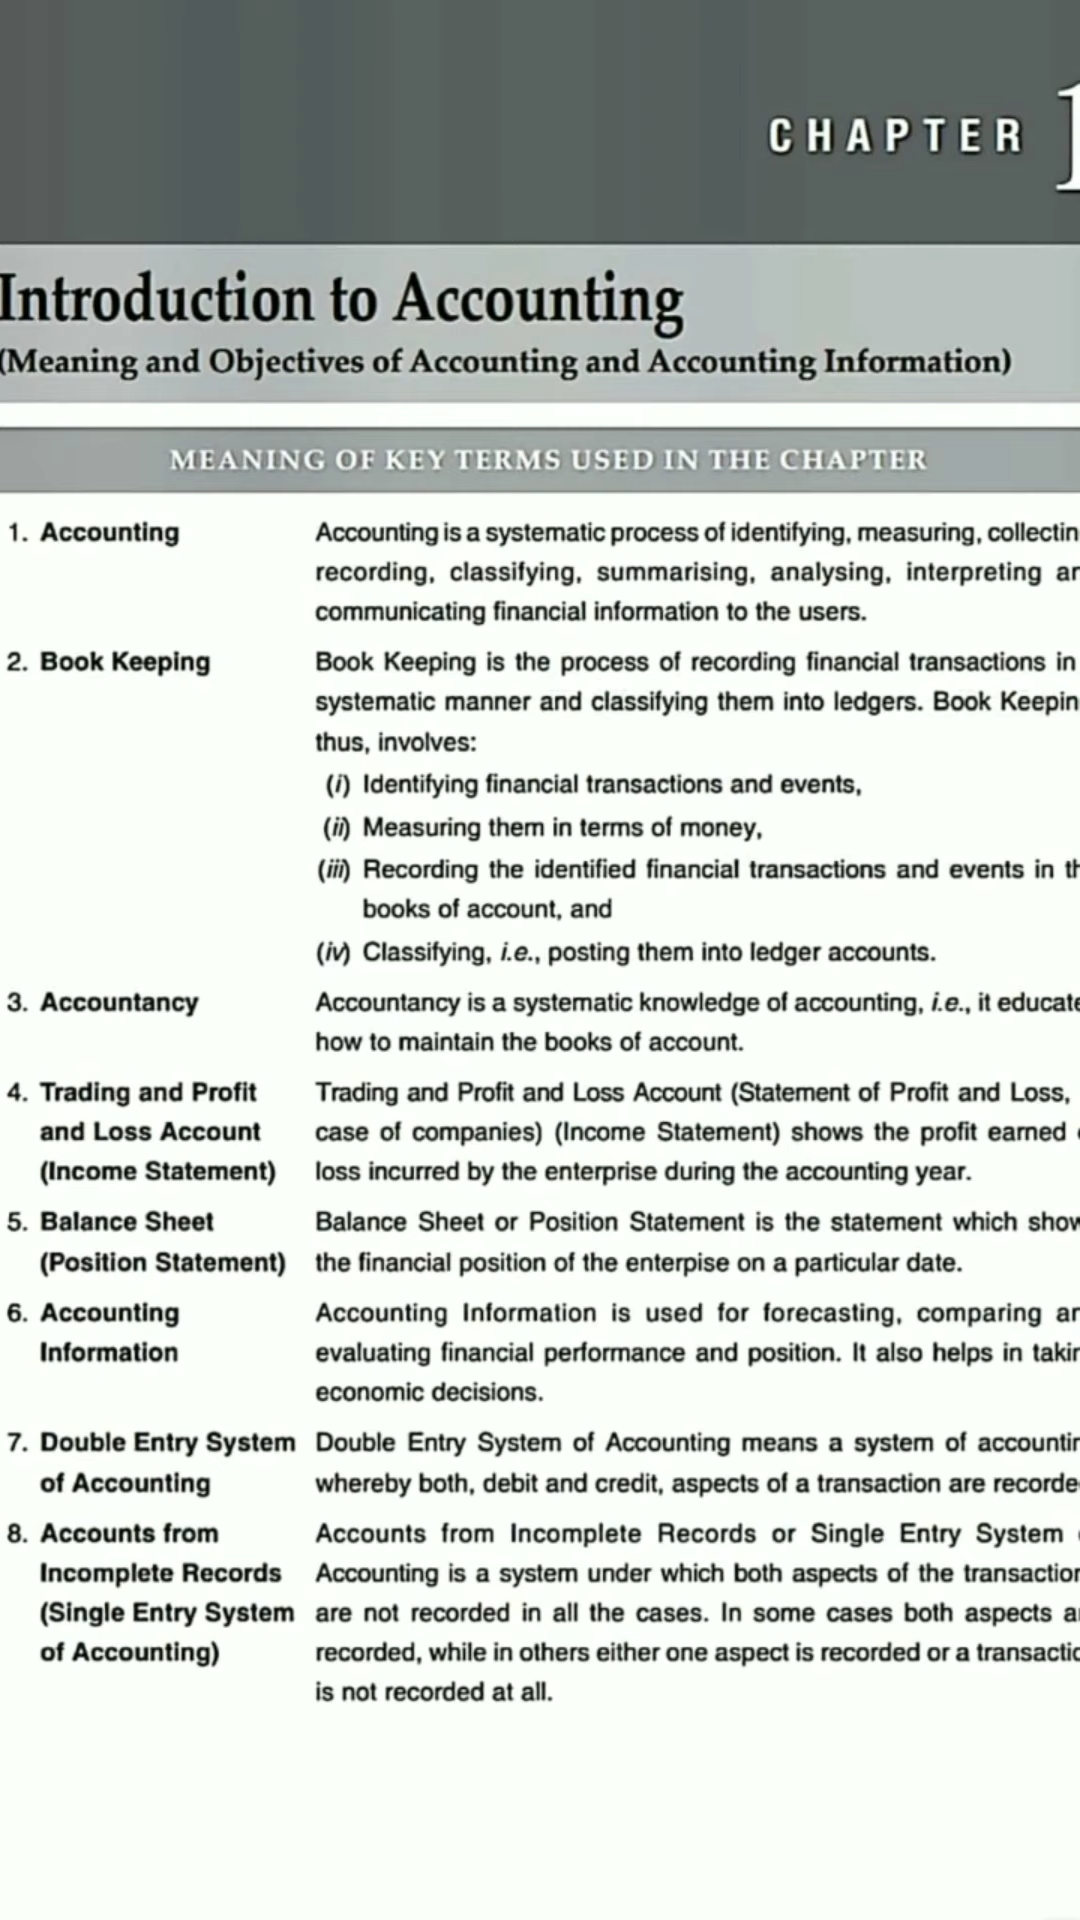 CHAPTER 1
Introduction to Accounting
(Meaning and Objectives of Accounting and Accounting Information)
MEANING OF KEY TERMS USED IN THE CHAPTER
1. Accounting Accounting is a systematic process of identifying, measuring, collectin
recording, classifying, summarising, analysing, interpreting ar
communicating financial information to the users.
2. Book Keeping Book Keeping is the process of recording financial transactions in
systematic manner and classifying them into ledgers. Book Keepin
thus, involves:
(i) Identifying financial transactions and events,
(ii) Measuring them in terms of money,
(iii) Recording the identified financial transactions and events in th
books of account, and
(iv) Classifying, i.e., posting them into ledger accounts.
3. Accountancy Accountancy is a systematic knowledge of accounting, i.e., it educate
how to maintain the books of account.
4. Trading and Profit Trading and Profit and Loss Account (Statement of Profit and Loss,
and Loss Account case of companies) (Income Statement) shows the profit earned
(Income Statement) loss incurred by the enterprise during the accounting year.
5. Balance Sheet Balance Sheet or Position Statement is the statement which show
(Position Statement) the financial position of the enterpise on a particular date.
6. Accounting Accounting Information is used for forecasting, comparing ar
Information evaluating financial performance and position. It also helps in takin
economic decisions.
7. Double Entry System Double Entry System of Accounting means a system of accountin
of Accounting whereby both, debit and credit, aspects of a transaction are recorde
8. Accounts from Accounts from Incomplete Records or Single Entry System
Incomplete Records Accounting is a system under which both aspects of the transaction
(Single Entry System are not recorded in all the cases. In some cases both aspects a
of Accounting) recorded, while in others either one aspect is recorded or a transactio
is not recorded at all.